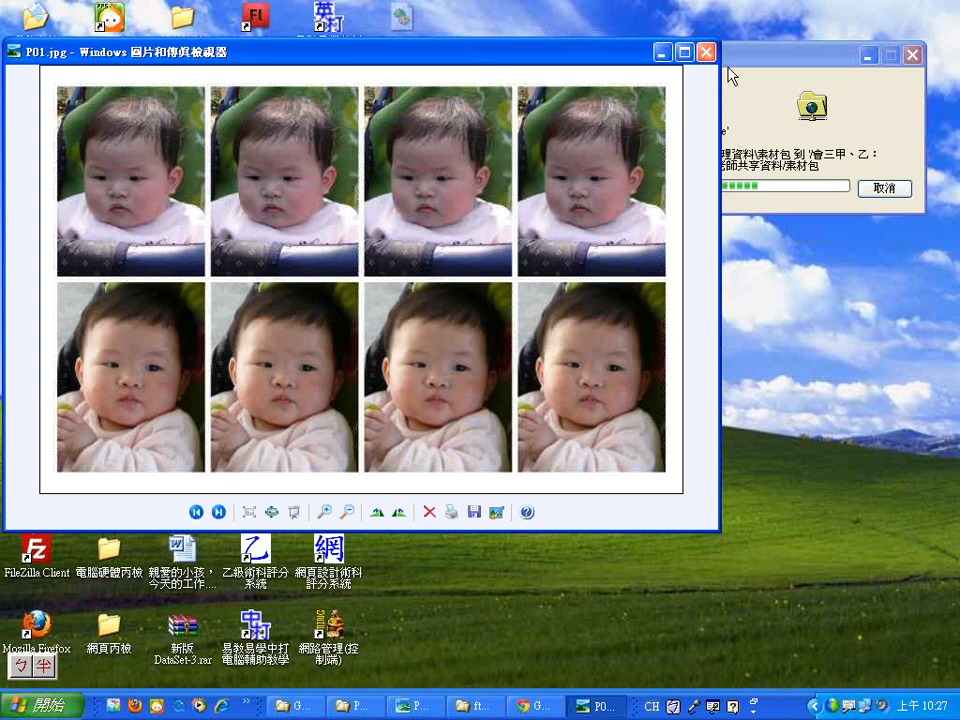 P01.jpg - Windows 圖片和傳真檢視器
理資料\素材包 到 '/會三甲、乙：
老師共享資料/素材包
取消
FileZilla Client
電腦硬體丙檢
親愛的小孩，
今天的工作....
乙級術科評分
系統
網頁設計術科
評分系統
Mozilla Firefox
網頁丙檢
新版
DataSet-3.rar
易教易學中打
電腦輔助教學
網路管理(控
制端)
ㄅ 半
開始
G...
P...
P...
ft...
G...
P0...
CH
上午 10:27